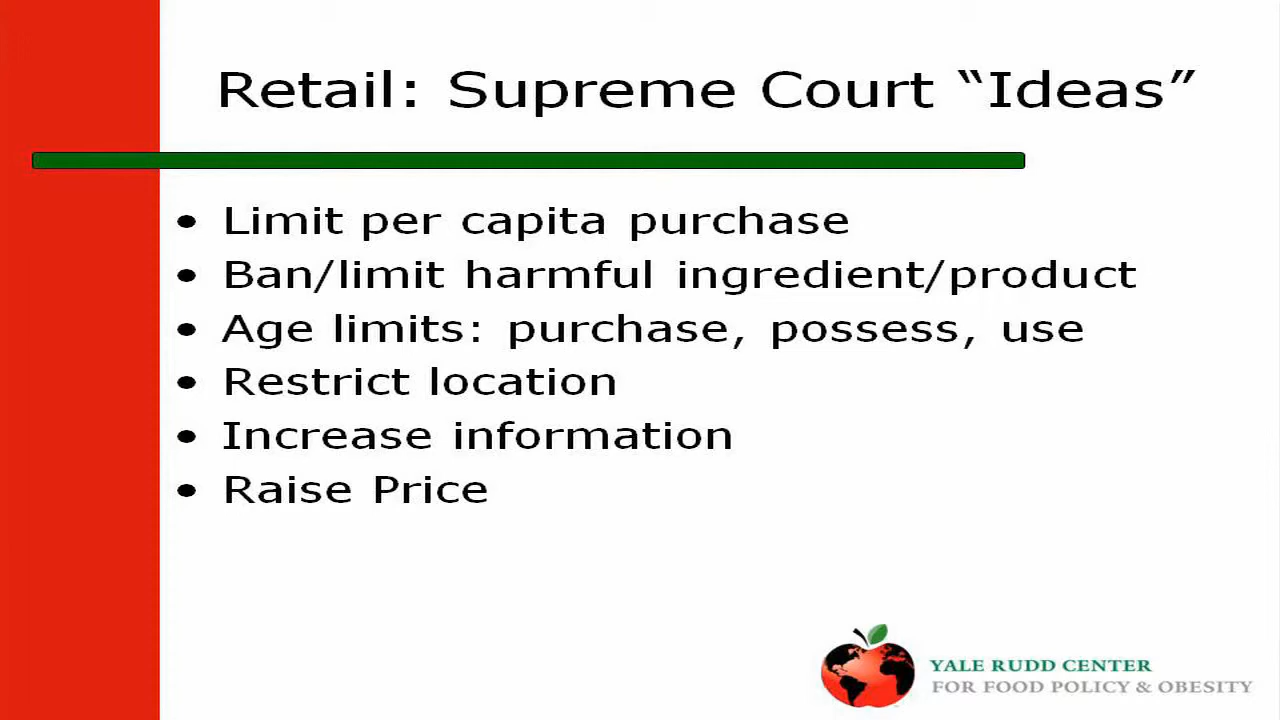 Retail: Supreme Court “Ideas”
• Limit per capita purchase
• Ban/limit harmful ingredient/product
• Age limits: purchase, possess, use
• Restrict location
• Increase information
• Raise Price
YALE RUDD CENTER
FOR FOOD POLICY & OBESITY